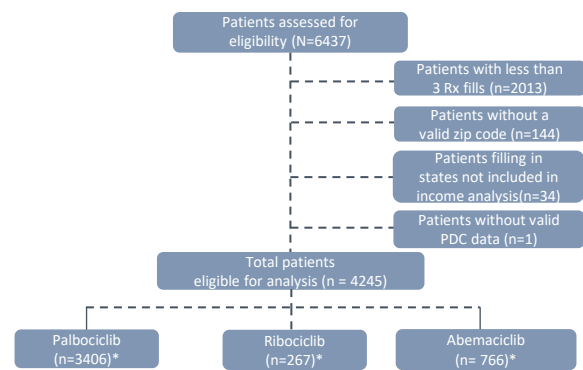 Patients assessed for
eligibility (N=6437)
Patients with less than
3 Rx fills (n=2013)
Patients without a
valid zip code (n=144)
Patients filling in
states not included in
income analysis(n=34)
Patients without valid
PDC data (n=1)
Total patients
eligible for analysis (n = 4245)
Palbociclib
(n=3406)*
Ribociclib
(n=267)*
Abemaciclib
(n= 766)*